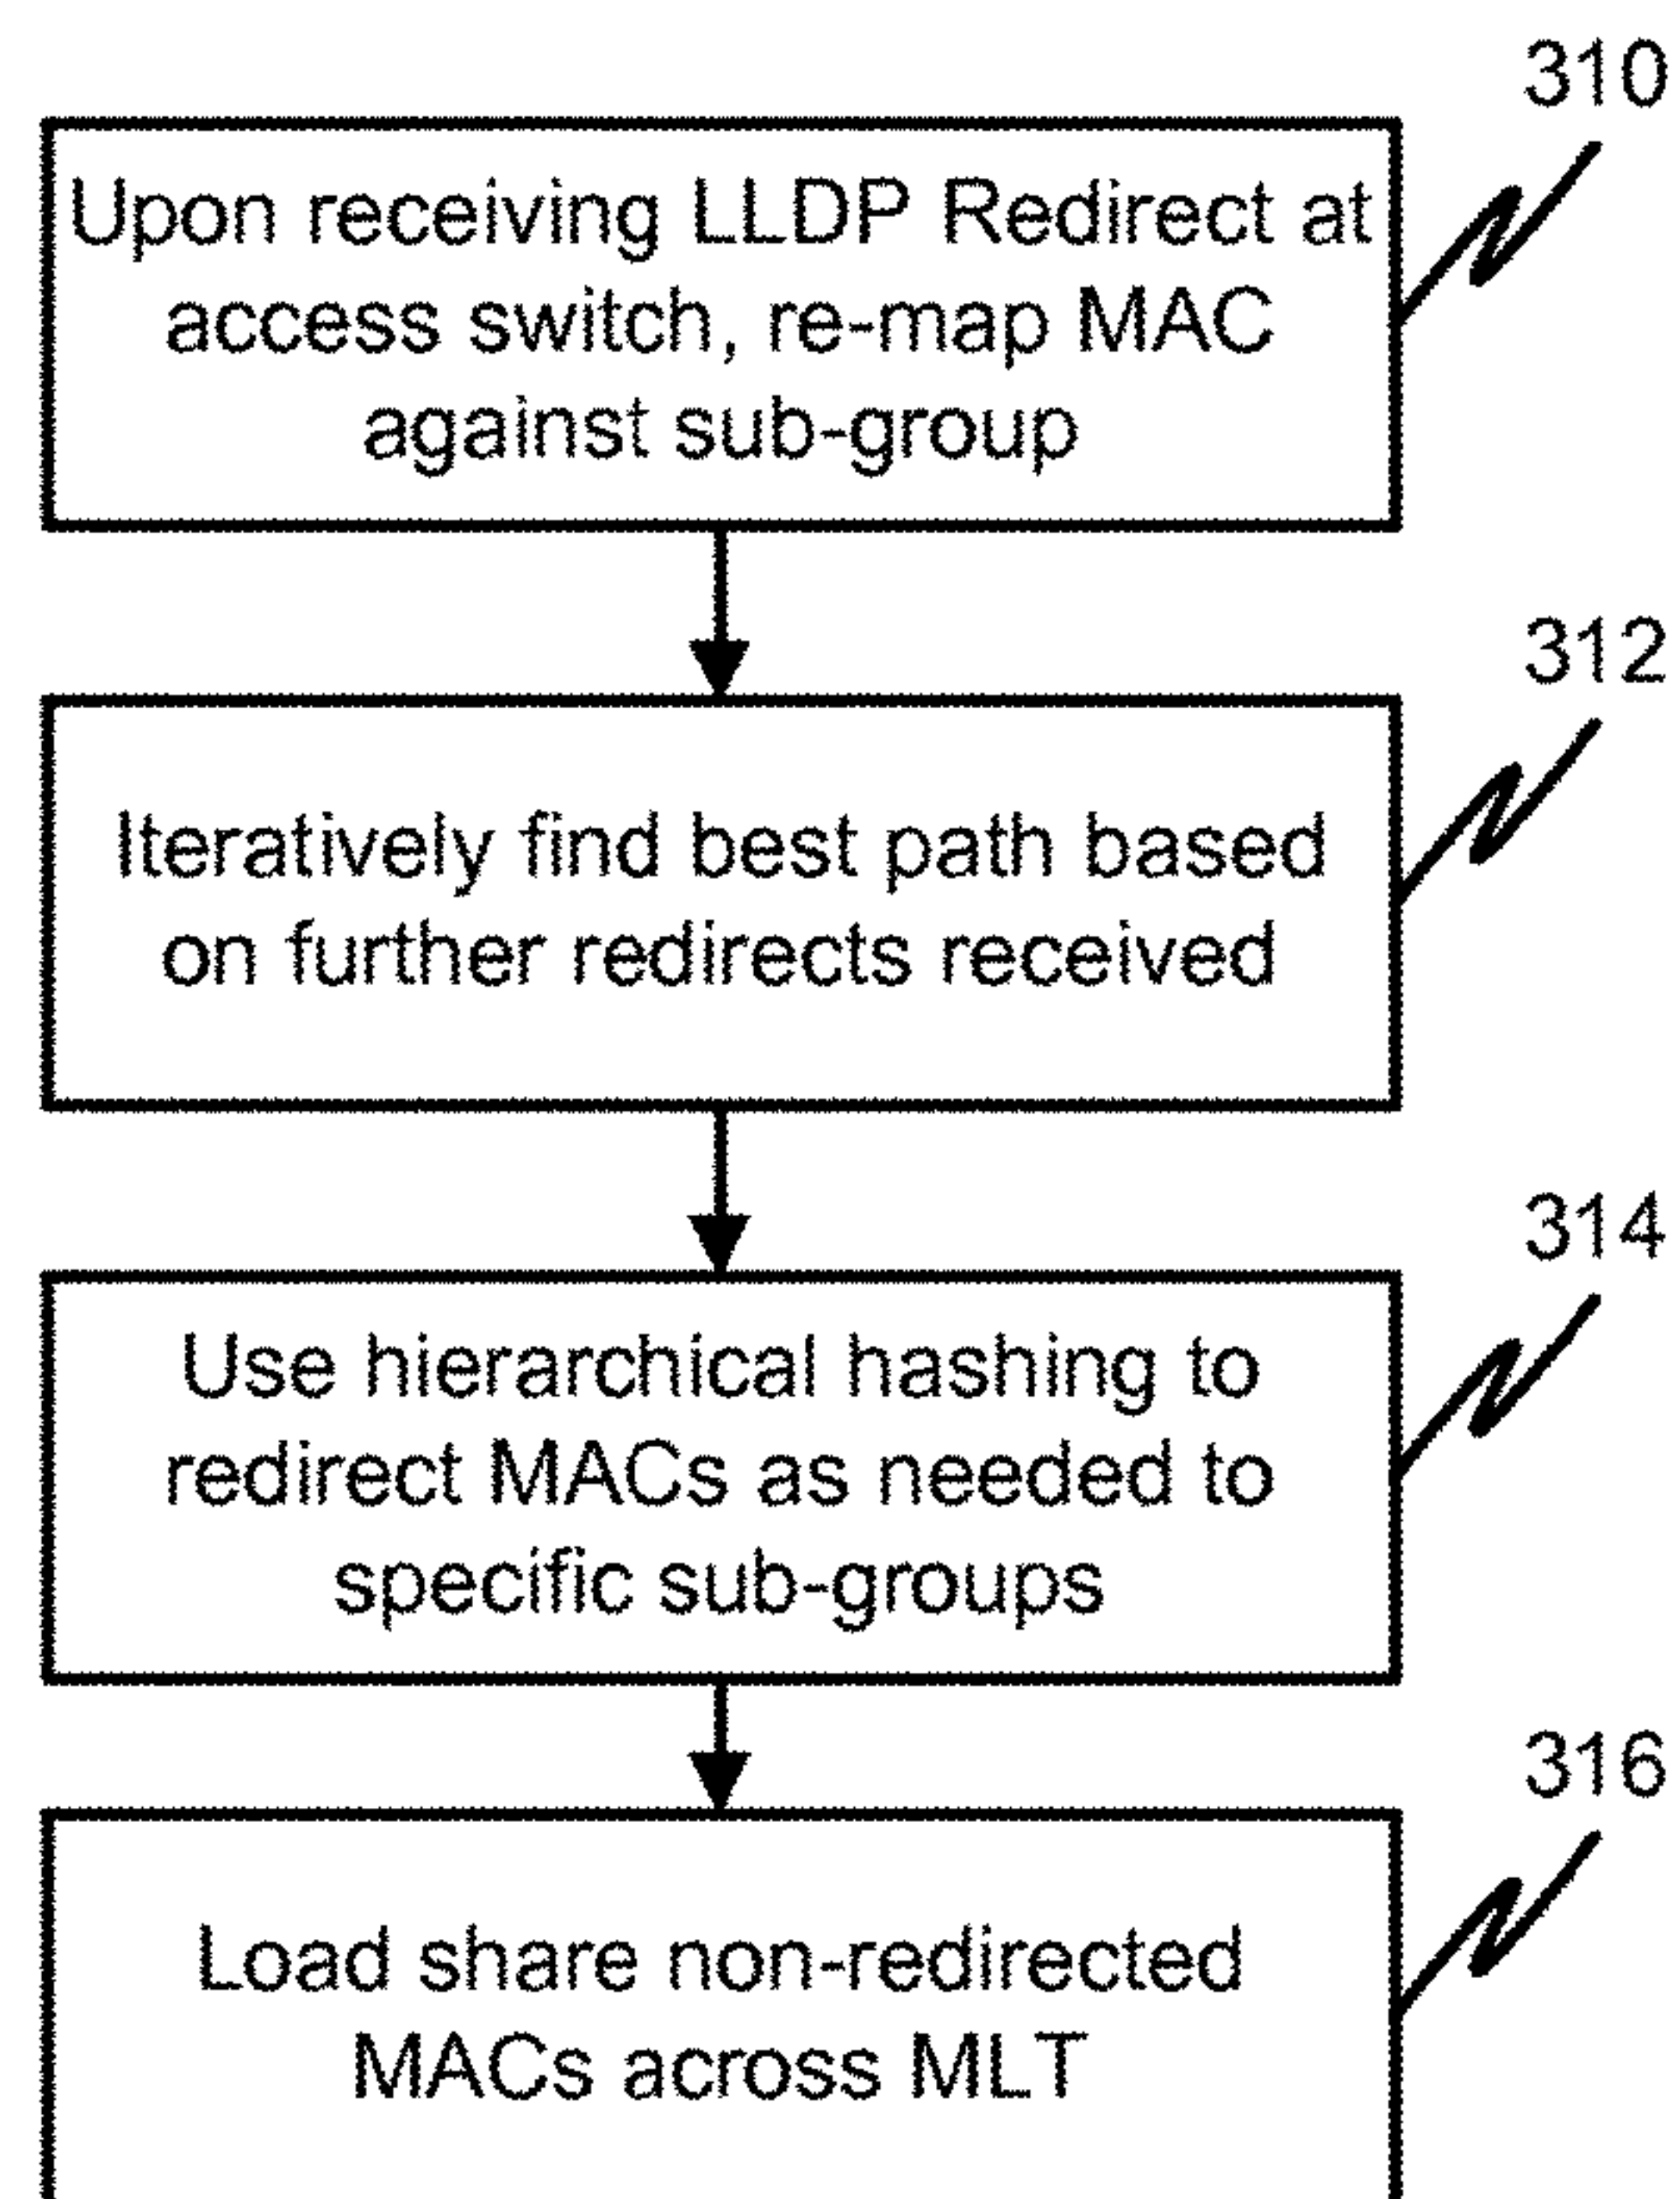 310
Upon receiving LLDP Redirect at
access switch, re-map MAC
against sub-group
312
Iteratively find best path based
on further redirects received
314
Use hierarchical hashing to
redirect MACs as needed to
specific sub-groups
316
Load share non-redirected
MACs across MLT